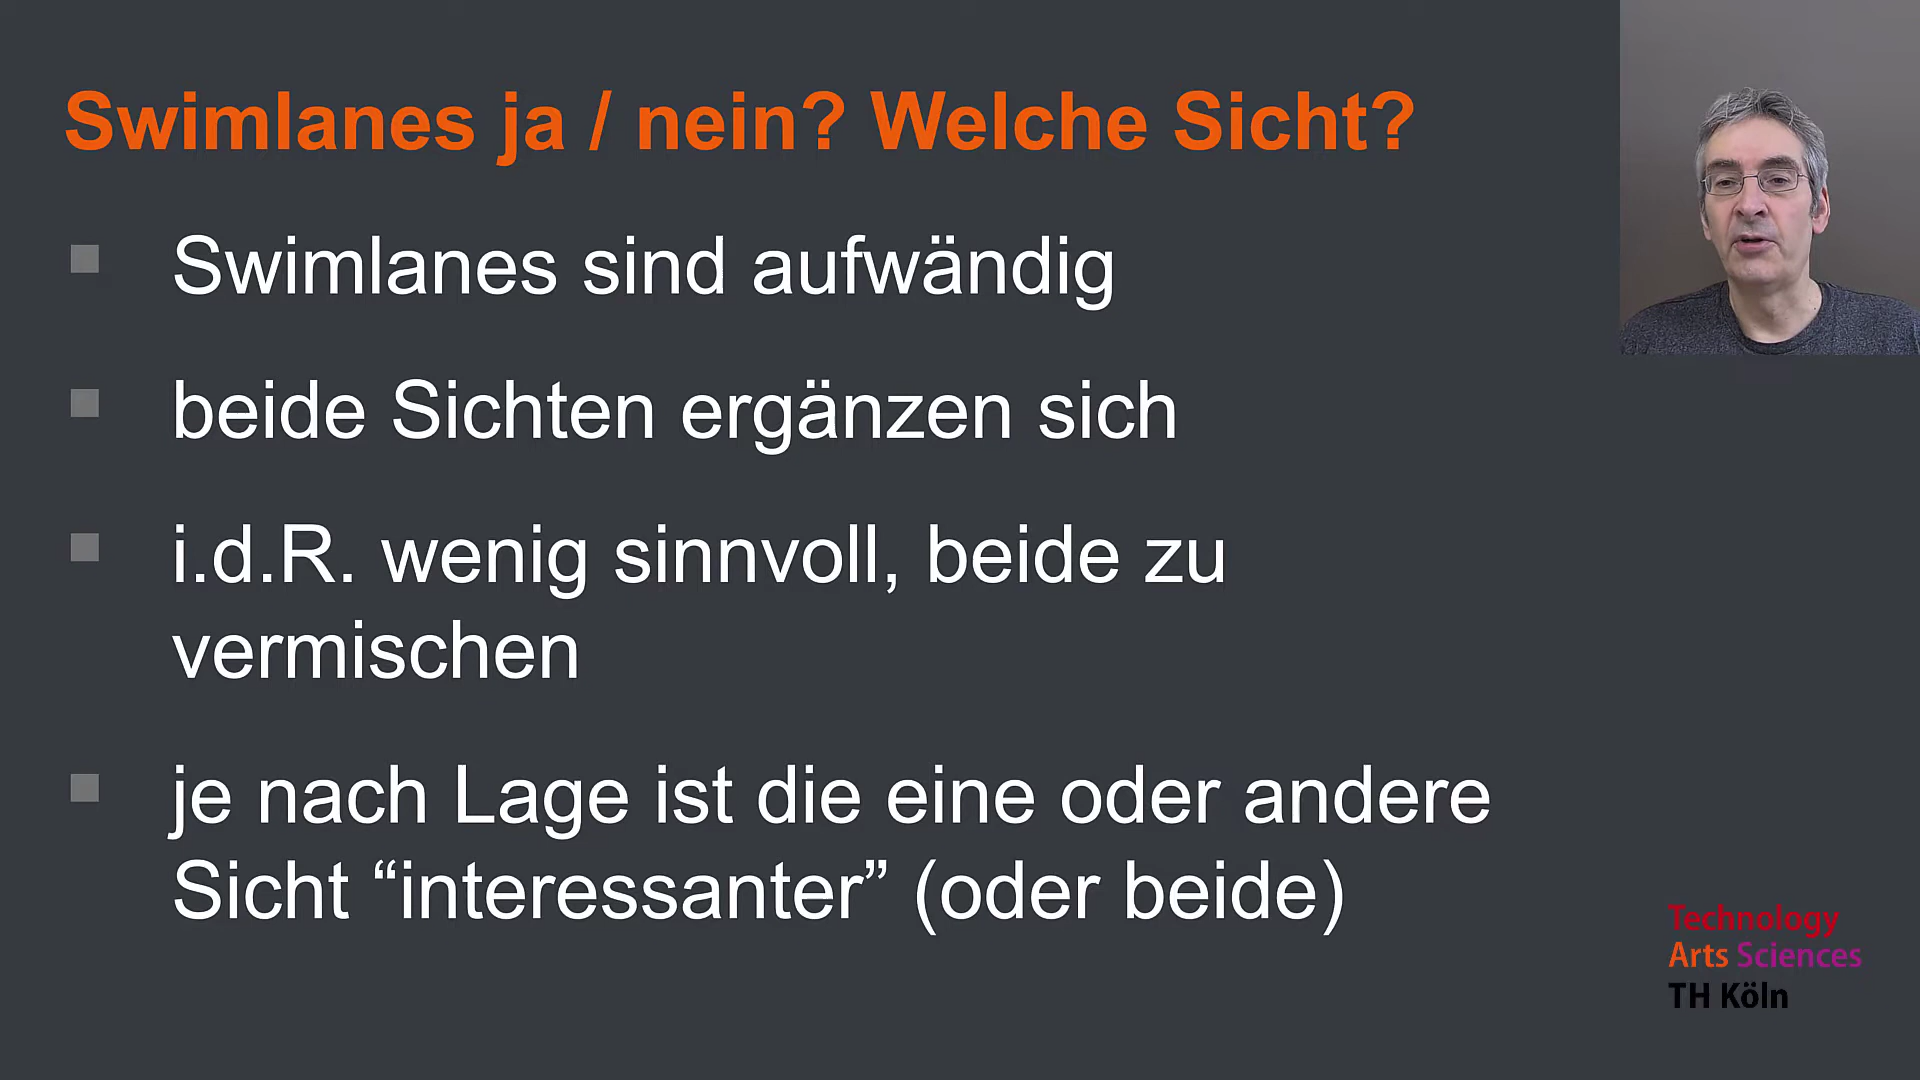 Swimlanes ja / nein? Welche Sicht?
Swimlanes sind aufwändig
beide Sichten ergänzen sich
i.d.R. wenig sinnvoll, beide zu
vermischen
je nach Lage ist die eine oder andere
Sicht “interessanter” (oder beide)
Technology
Arts Sciences
TH Köln